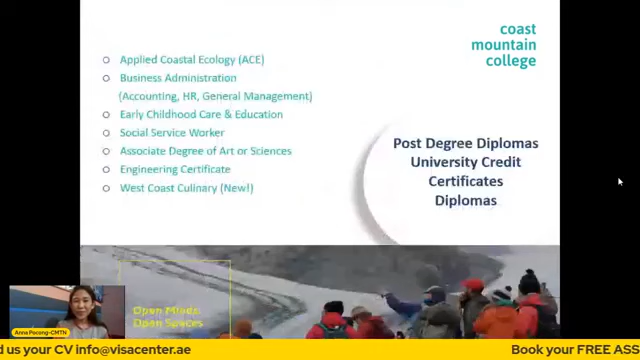 coast
mountain
college
Applied Coastal Ecology (ACE)
Business Administration
(Accounting, HR, General Management)
Early Childhood Care & Education
Social Service Worker
Associate Degree of Art or Sciences
Engineering Certificate
West Coast Culinary (New!)
Post Degree Diplomas
University Credit
Certificates
Diplomas
Open Minds.
Open Spaces
Anna Pocong-CMTN
d us your CV info@visacenter.ae
Book your FREE ASS